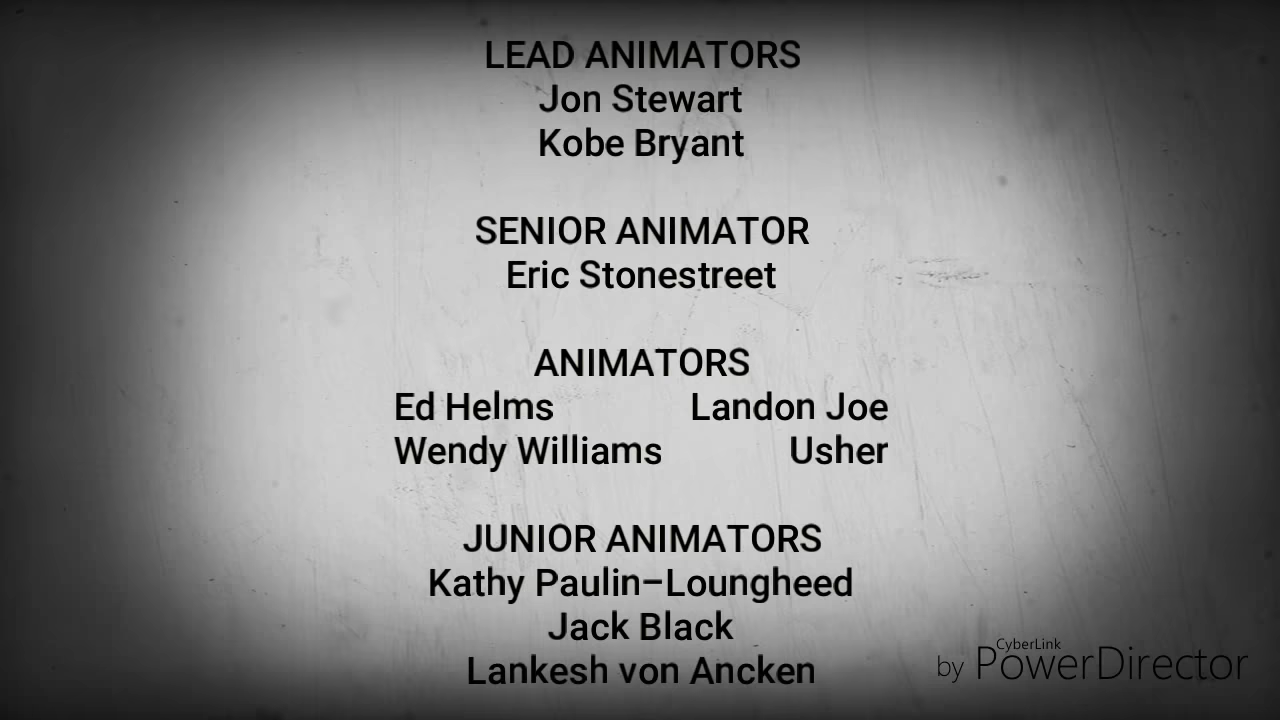 LEAD ANIMATORS
Jon Stewart
Kobe Bryant
SENIOR ANIMATOR
Eric Stonestreet
ANIMATORS
Ed Helms Landon Joe
Wendy Williams Usher
JUNIOR ANIMATORS
Kathy Paulin–Loungheed
Jack Black
Lankesh von Ancken
CyberLink
by PowerDirector